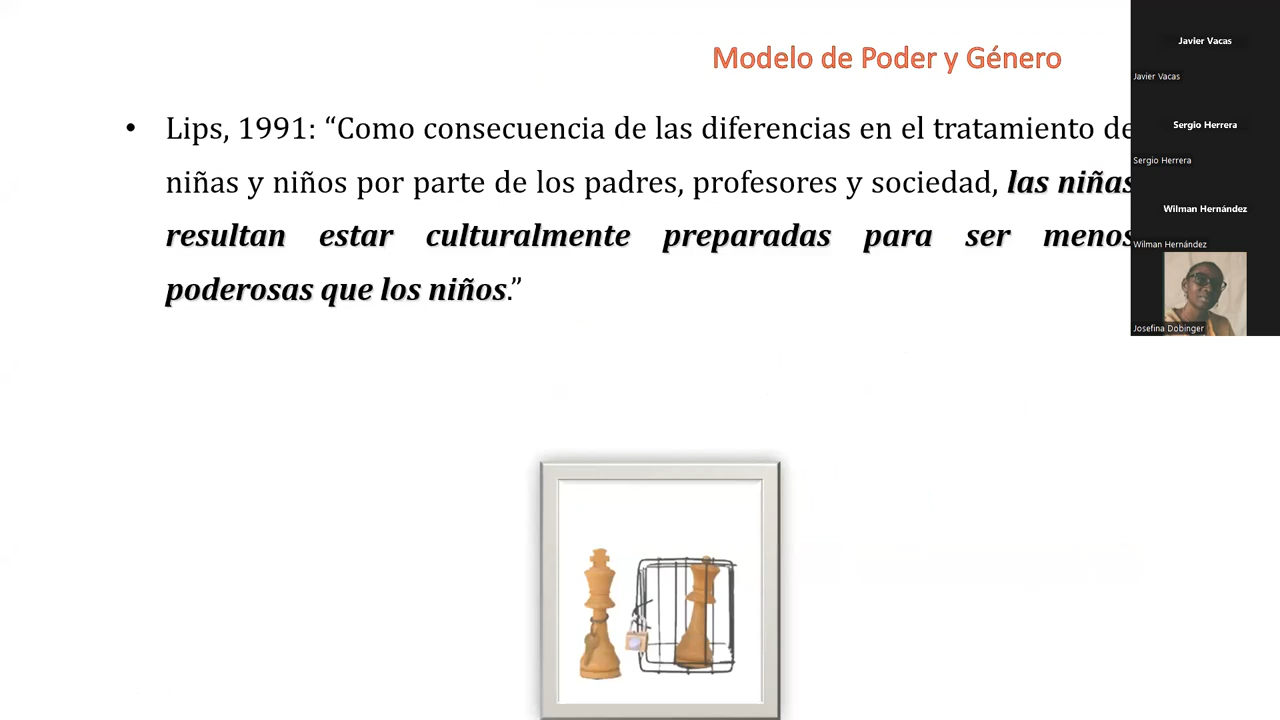 Modelo de Poder y Género
• Lips, 1991: “Como consecuencia de las diferencias en el tratamiento de
niñas y niños por parte de los padres, profesores y sociedad, las niñas
resultan estar culturalmente preparadas para ser menos
poderosas que los niños.”
Javier Vacas
Javier Vacas
Sergio Herrera
Sergio Herrera
Wilman Hernández
Wilman Hernández
Josefina Dobinger